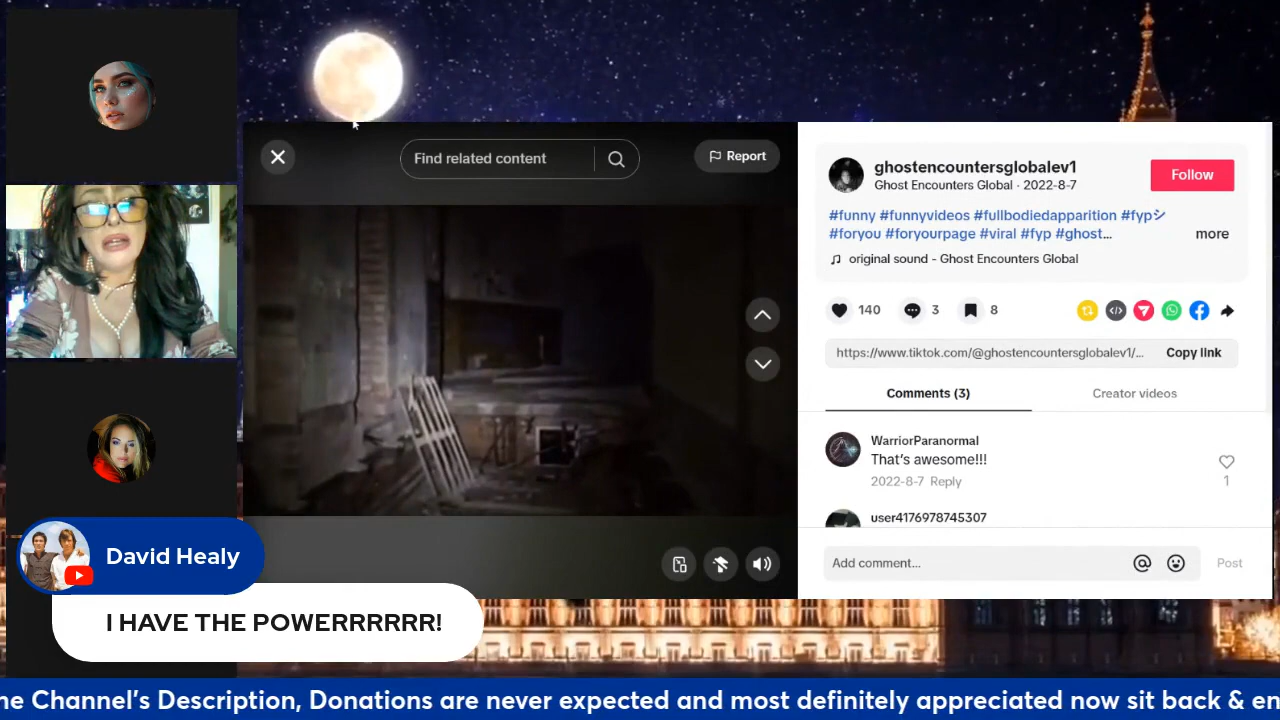 Find related content
Report
ghostencountersglobalev1
Ghost Encounters Global · 2022-8-7
Follow
#funny #funnyvideos #fullbodiedapparition #fypシ
#foryou #foryourpage #viral #fyp #ghost...
more
original sound - Ghost Encounters Global
140
3
8
https://www.tiktok.com/@ghostencountersglobalev1/...
Copy link
Comments (3)
Creator videos
WarriorParanormal
That's awesome!!!
2022-8-7 Reply
1
user4176978745307
Add comment...
Post
David Healy
I HAVE THE POWERRRRRR!
he Channel's Description, Donations are never expected and most definitely appreciated now sit back & en